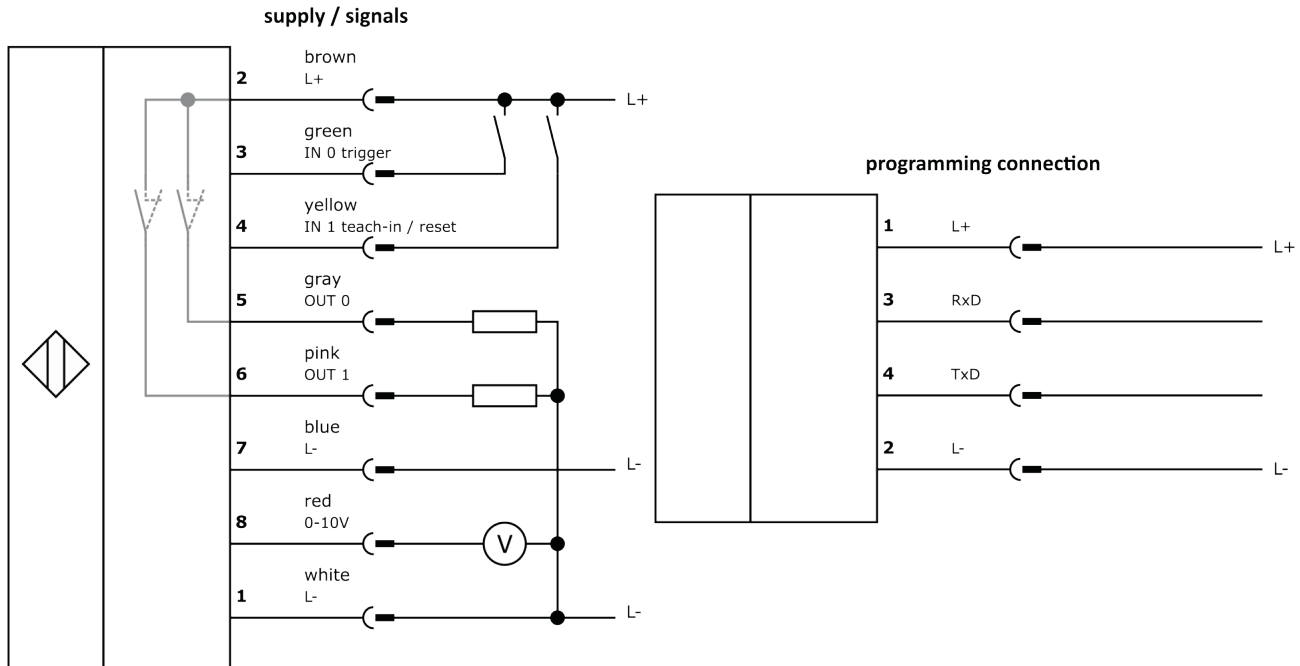 supply / signals
brown
2 L+
L+
green
3 IN 0 trigger
yellow
4 IN 1 teach-in / reset
gray
5 OUT 0
pink
6 OUT 1
blue
7 L-
L-
red
8 0-10V
V
white
1 L-
L-
programming connection
1 L+
L+
3 RxD
4 TxD
2 L-
L-